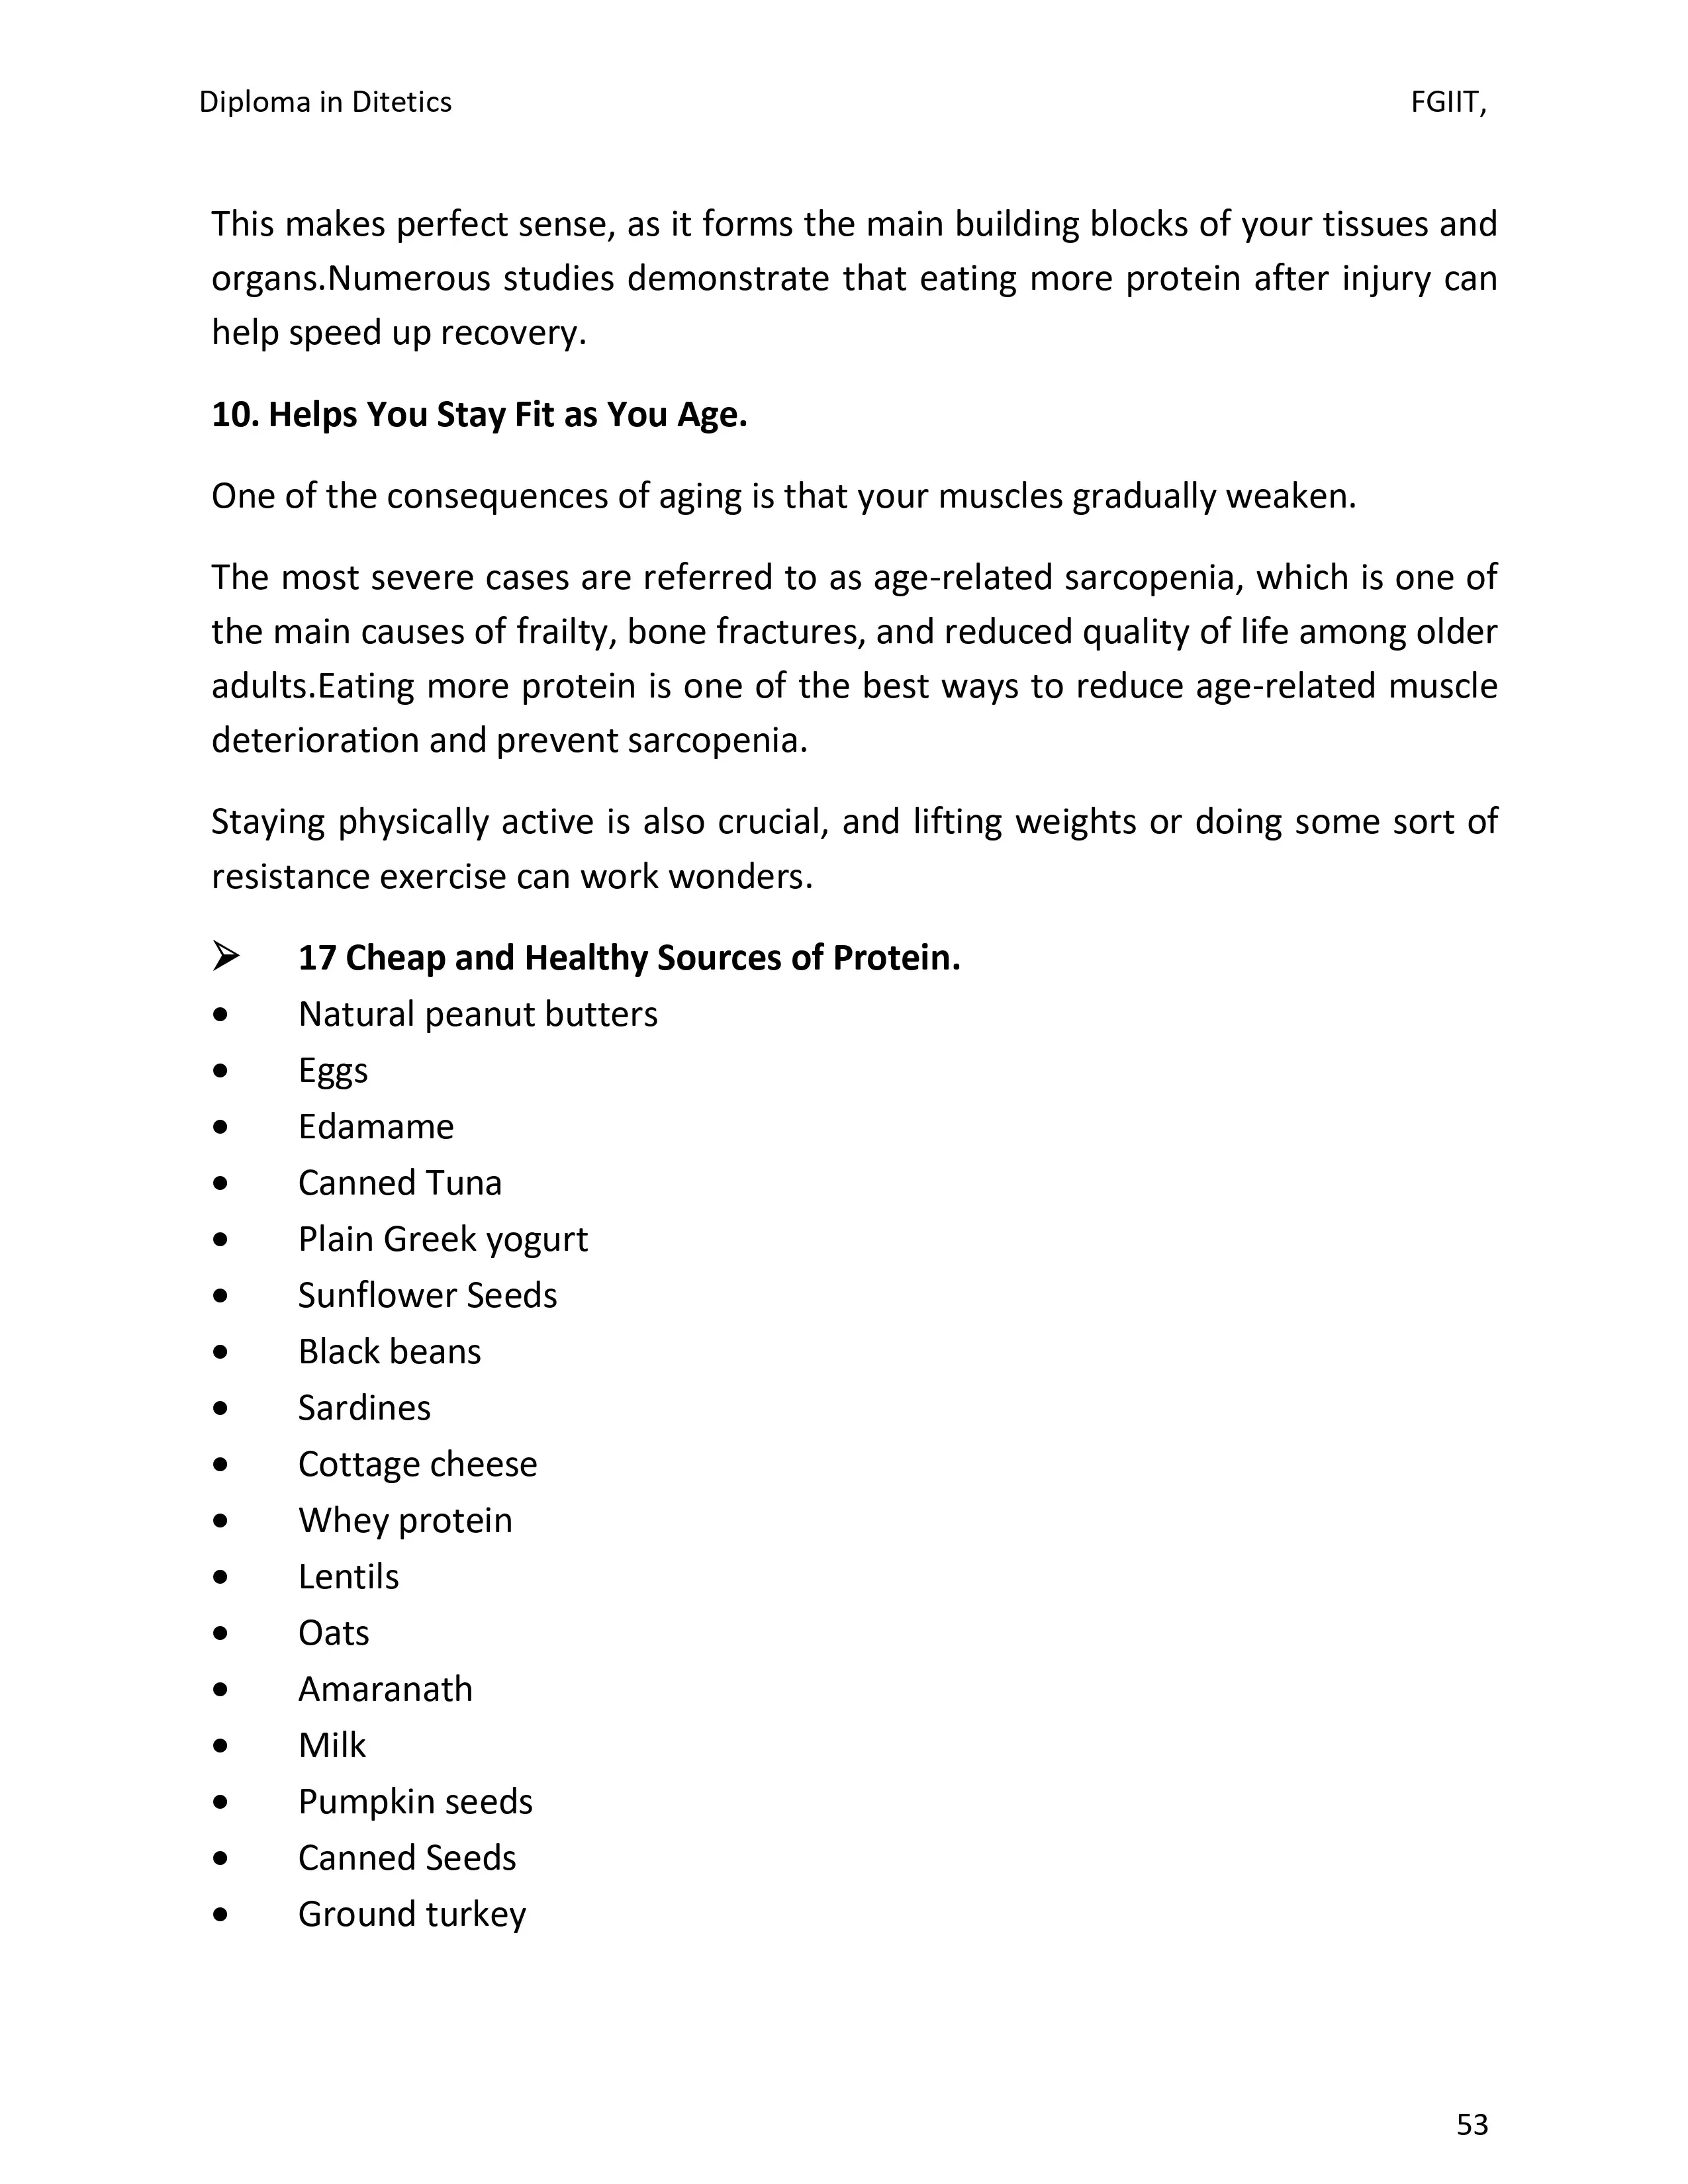 Diploma in Ditetics FGIIT,
This makes perfect sense, as it forms the main building blocks of your tissues and
organs.Numerous studies demonstrate that eating more protein after injury can
help speed up recovery.
10. Helps You Stay Fit as You Age.
One of the consequences of aging is that your muscles gradually weaken.
The most severe cases are referred to as age-related sarcopenia, which is one of
the main causes of frailty, bone fractures, and reduced quality of life among older
adults.Eating more protein is one of the best ways to reduce age-related muscle
deterioration and prevent sarcopenia.
Staying physically active is also crucial, and lifting weights or doing some sort of
resistance exercise can work wonders.
➢ 17 Cheap and Healthy Sources of Protein.
• Natural peanut butters
• Eggs
• Edamame
• Canned Tuna
• Plain Greek yogurt
• Sunflower Seeds
• Black beans
• Sardines
• Cottage cheese
• Whey protein
• Lentils
• Oats
• Amaranath
• Milk
• Pumpkin seeds
• Canned Seeds
• Ground turkey
53